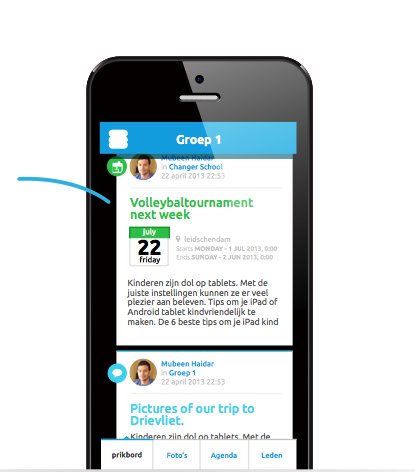 Groep 1
Mubeen Haidar
in Changer School
22 april 2013 22:53
Volleybaltournament
next week
july
22
friday
leidschendam
Starts MONDAY - 1 JUL 2013, 0:00
Ends SUNDAY - 2 JUN 2013, 0:00
Kinderen zijn dol op tablets. Met de
juiste instellingen kunnen ze er veel
plezier aan beleven. Tips om je iPad of
Android tablet kindvriendelijk te
maken. De 6 beste tips om je iPad kind
Mubeen Haidar
in Groep 1
22 april 2013 22:53
Pictures of our trip to
Drievliet.
Kinderen zijn dol op tablets. Met de
prikbord
Foto's
Agenda
Leden